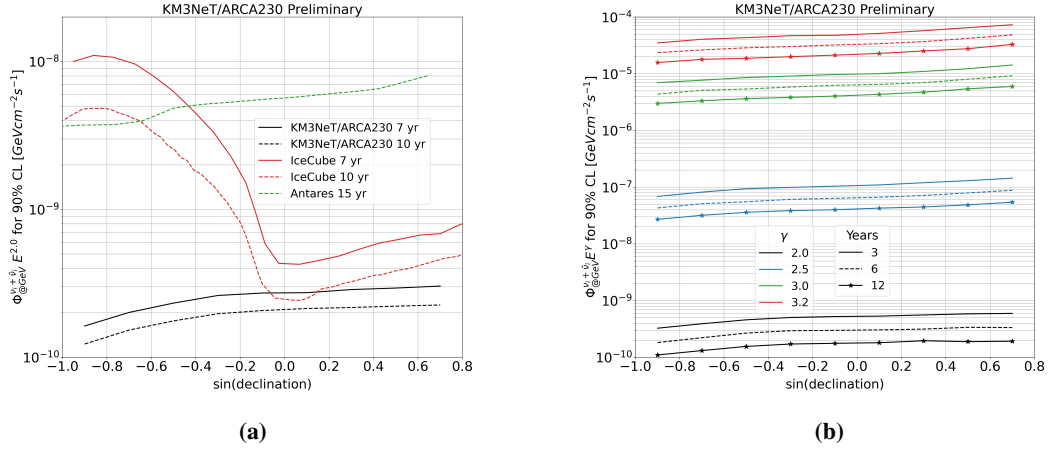 KM3NeT/ARCA230 Preliminary
10⁻⁸
10⁻⁹
10⁻¹⁰
Φ^{ν_i + ν̄_i}_{@GeV} E^{2.0} for 90% CL [GeVcm⁻²s⁻¹]
KM3NeT/ARCA230 7 yr
KM3NeT/ARCA230 10 yr
IceCube 7 yr
IceCube 10 yr
Antares 15 yr
−1.0 −0.8 −0.6 −0.4 −0.2 0.0 0.2 0.4 0.6 0.8
sin(declination)
(a)
KM3NeT/ARCA230 Preliminary
10⁻⁴
10⁻⁵
10⁻⁶
10⁻⁷
10⁻⁸
10⁻⁹
10⁻¹⁰
Φ^{ν_i + ν̄_i}_{@GeV} E^γ for 90% CL [GeVcm⁻²s⁻¹]
γ
2.0
2.5
3.0
3.2
Years
3
6
12
−1.0 −0.8 −0.6 −0.4 −0.2 0.0 0.2 0.4 0.6 0.8
sin(declination)
(b)